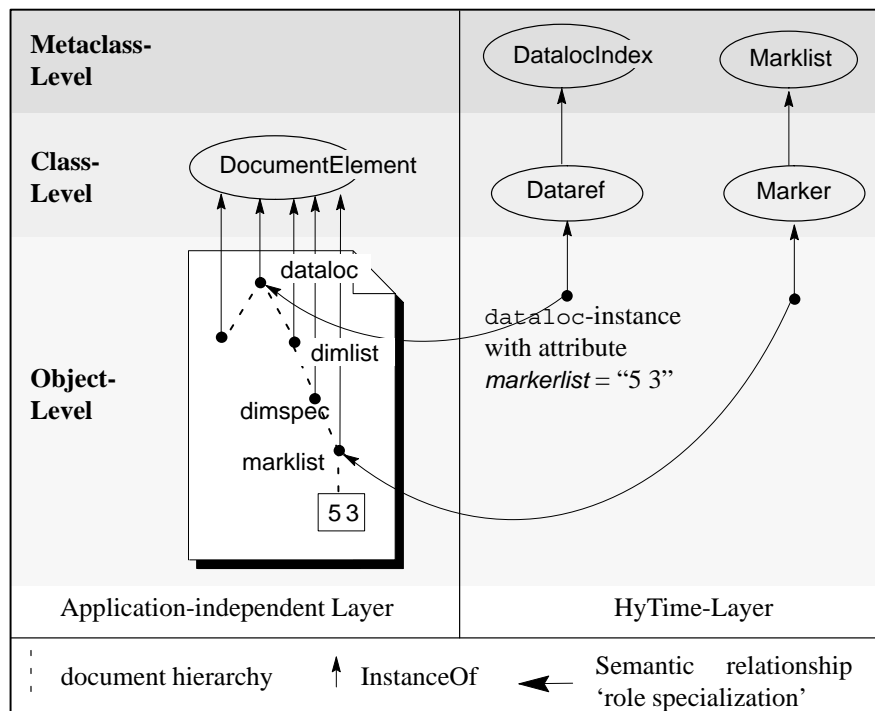 Metaclass-
Level
DatalocIndex
Marklist
Class-
Level
DocumentElement
Dataref
Marker
Object-
Level
dataloc
dimlist
dimspec
marklist
5 3
dataloc-instance
with attribute
markerlist = “5 3”
Application-independent Layer
HyTime-Layer
document hierarchy
InstanceOf
Semantic relationship
‘role specialization’